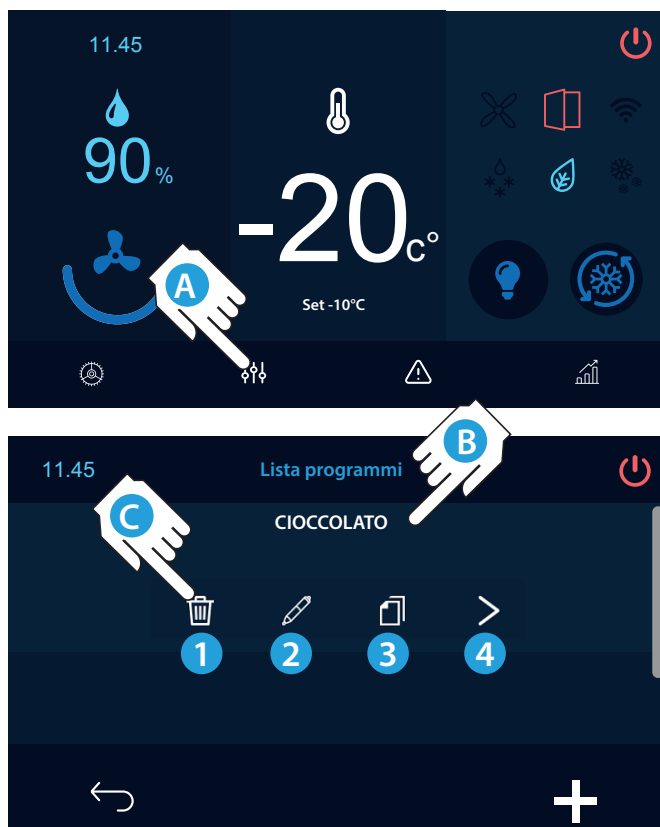 11.45
90%
-20c°
Set -10°C
A
B
11.45
Lista programmi
C
CIOCCOLATO
1
2
3
4